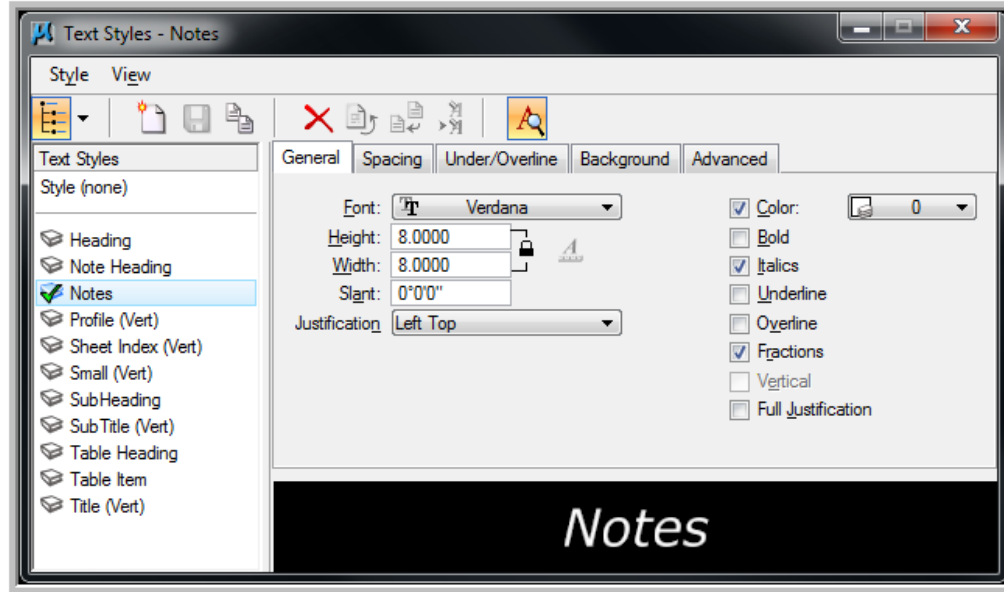 Text Styles - Notes
Style View
Text Styles
Style (none)
Heading
Note Heading
Notes
Profile (Vert)
Sheet Index (Vert)
Small (Vert)
SubHeading
SubTitle (Vert)
Table Heading
Table Item
Title (Vert)
General Spacing Under/Overline Background Advanced
Font: Verdana
Height: 8.0000
Width: 8.0000
Slant: 0°0'0"
Justification Left Top
Color: 0
Bold
Italics
Underline
Overline
Fractions
Vertical
Full Justification
Notes